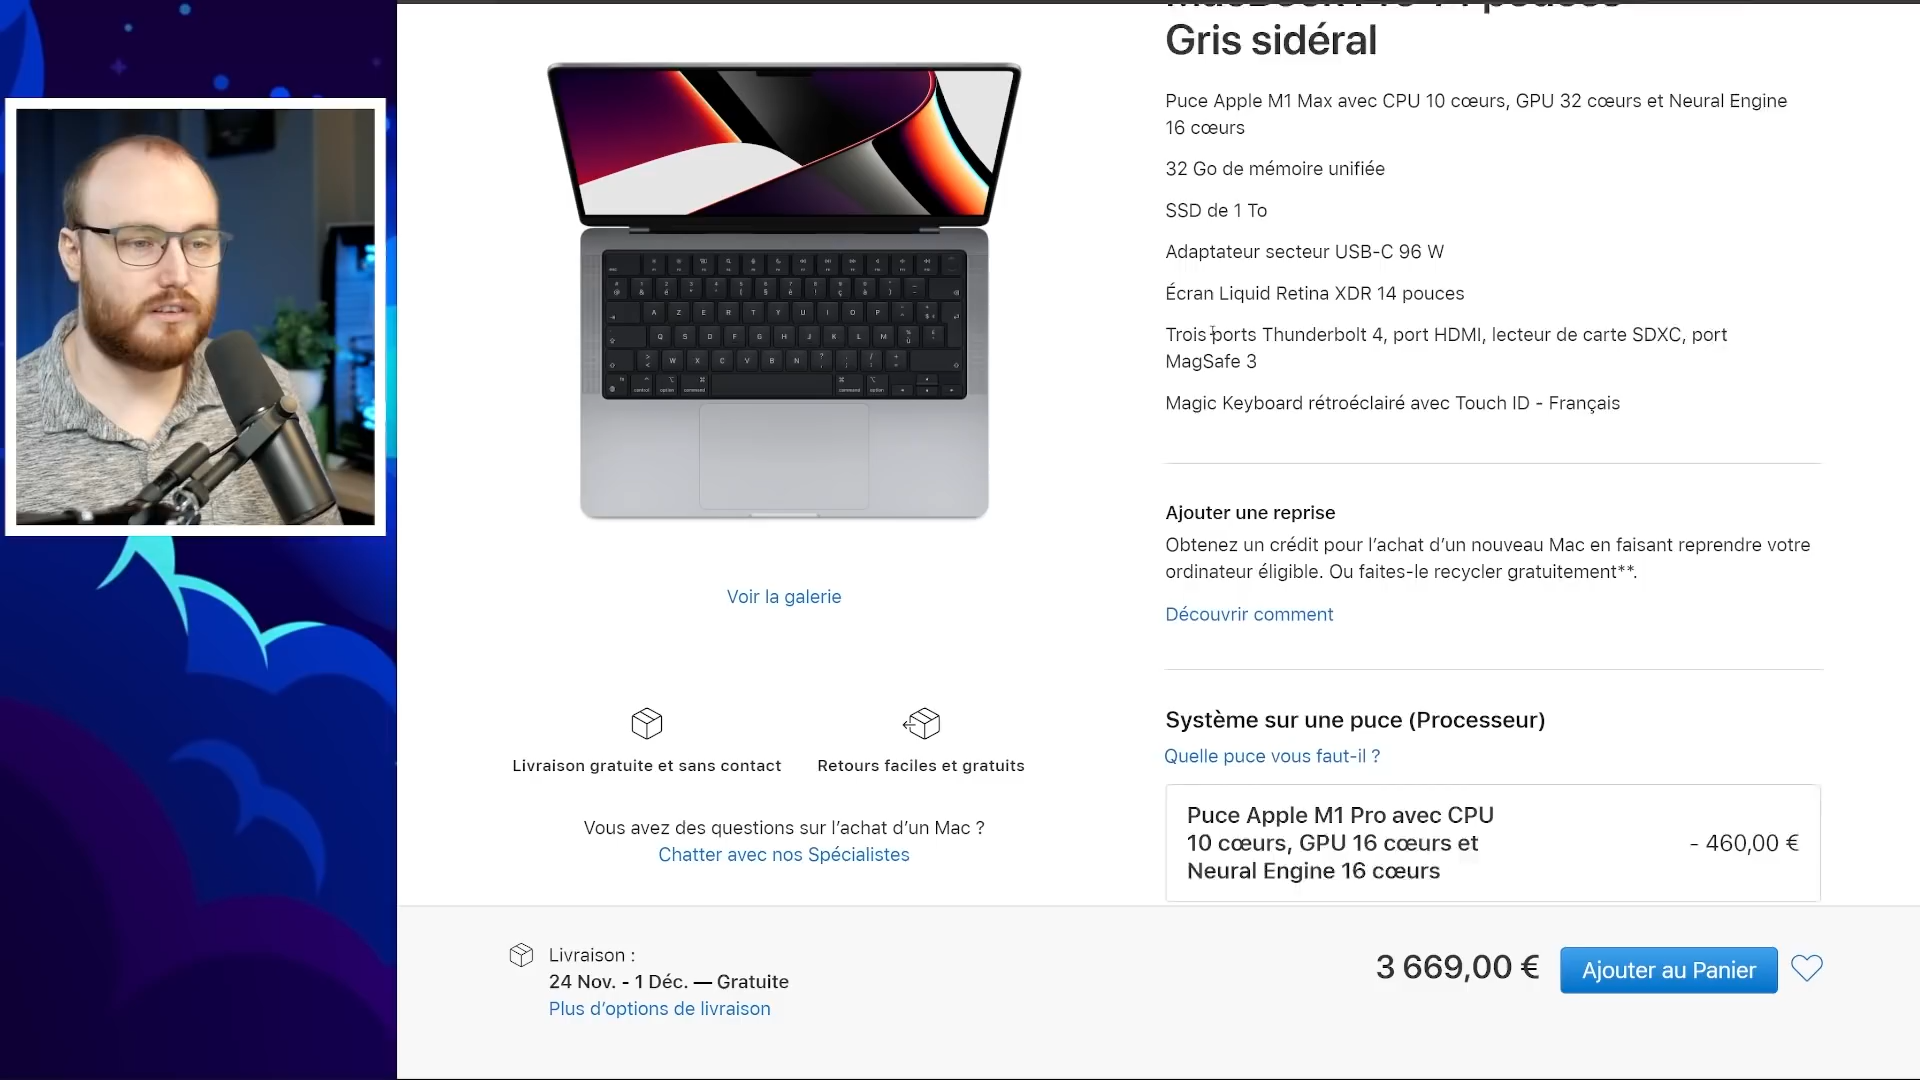 MacBook Pro 14 pouces
Gris sidéral
Puce Apple M1 Max avec CPU 10 cœurs, GPU 32 cœurs et Neural Engine
16 cœurs
32 Go de mémoire unifiée
SSD de 1 To
Adaptateur secteur USB-C 96 W
Écran Liquid Retina XDR 14 pouces
Trois ports Thunderbolt 4, port HDMI, lecteur de carte SDXC, port
MagSafe 3
Magic Keyboard rétroéclairé avec Touch ID - Français
Ajouter une reprise
Obtenez un crédit pour l’achat d’un nouveau Mac en faisant reprendre votre
ordinateur éligible. Ou faites-le recycler gratuitement**.
Découvrir comment
Voir la galerie
Livraison gratuite et sans contact
Retours faciles et gratuits
Vous avez des questions sur l’achat d’un Mac ?
Chatter avec nos Spécialistes
Système sur une puce (Processeur)
Quelle puce vous faut-il ?
Puce Apple M1 Pro avec CPU
10 cœurs, GPU 16 cœurs et
Neural Engine 16 cœurs
- 460,00 €
Livraison :
24 Nov. - 1 Déc. — Gratuite
Plus d’options de livraison
3 669,00 €
Ajouter au Panier